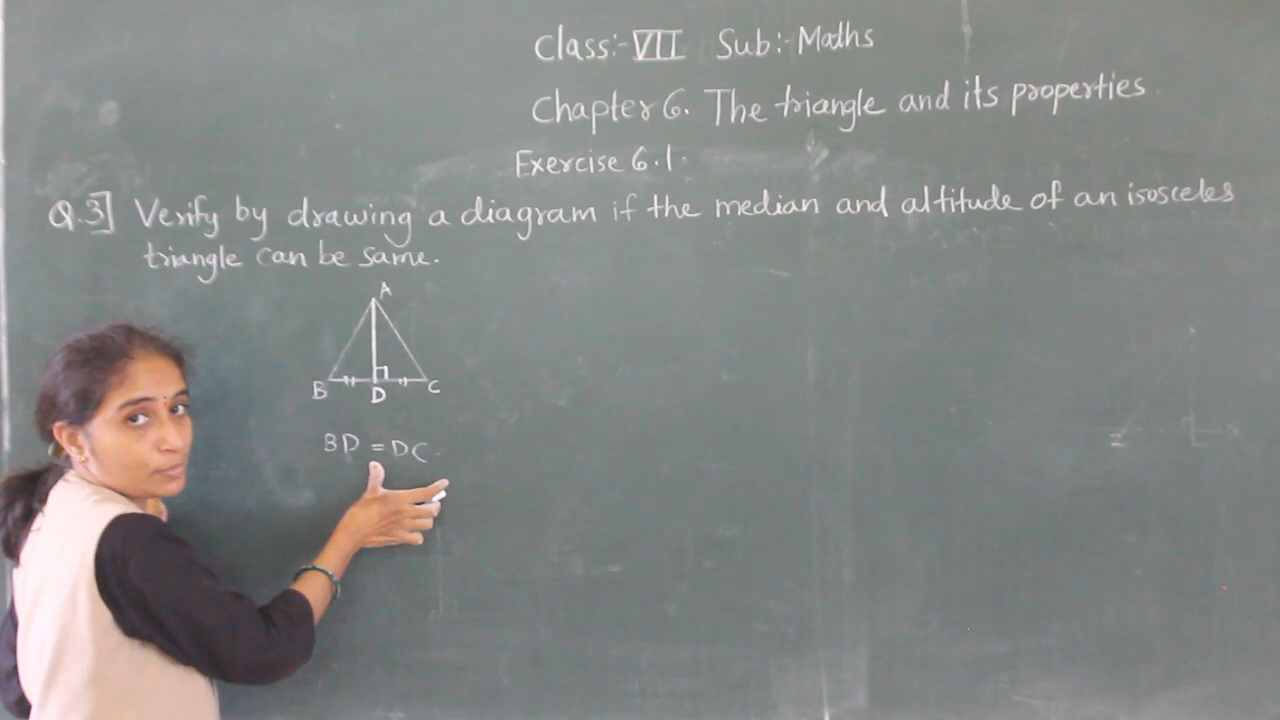 Class:- VII Sub:- Maths
Chapter 6. The triangle and its properties.
Exercise 6.1.
Q.3] Verify by drawing a diagram if the median and altitude of an isosceles
triangle can be same.
A
B D C
BD = DC.